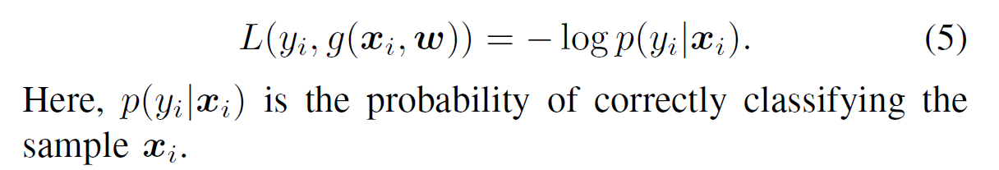 L(y_i, g(𝒙_i, 𝒘)) = − log p(y_i|𝒙_i). (5)
Here, p(y_i|𝒙_i) is the probability of correctly classifying the
sample 𝒙_i.